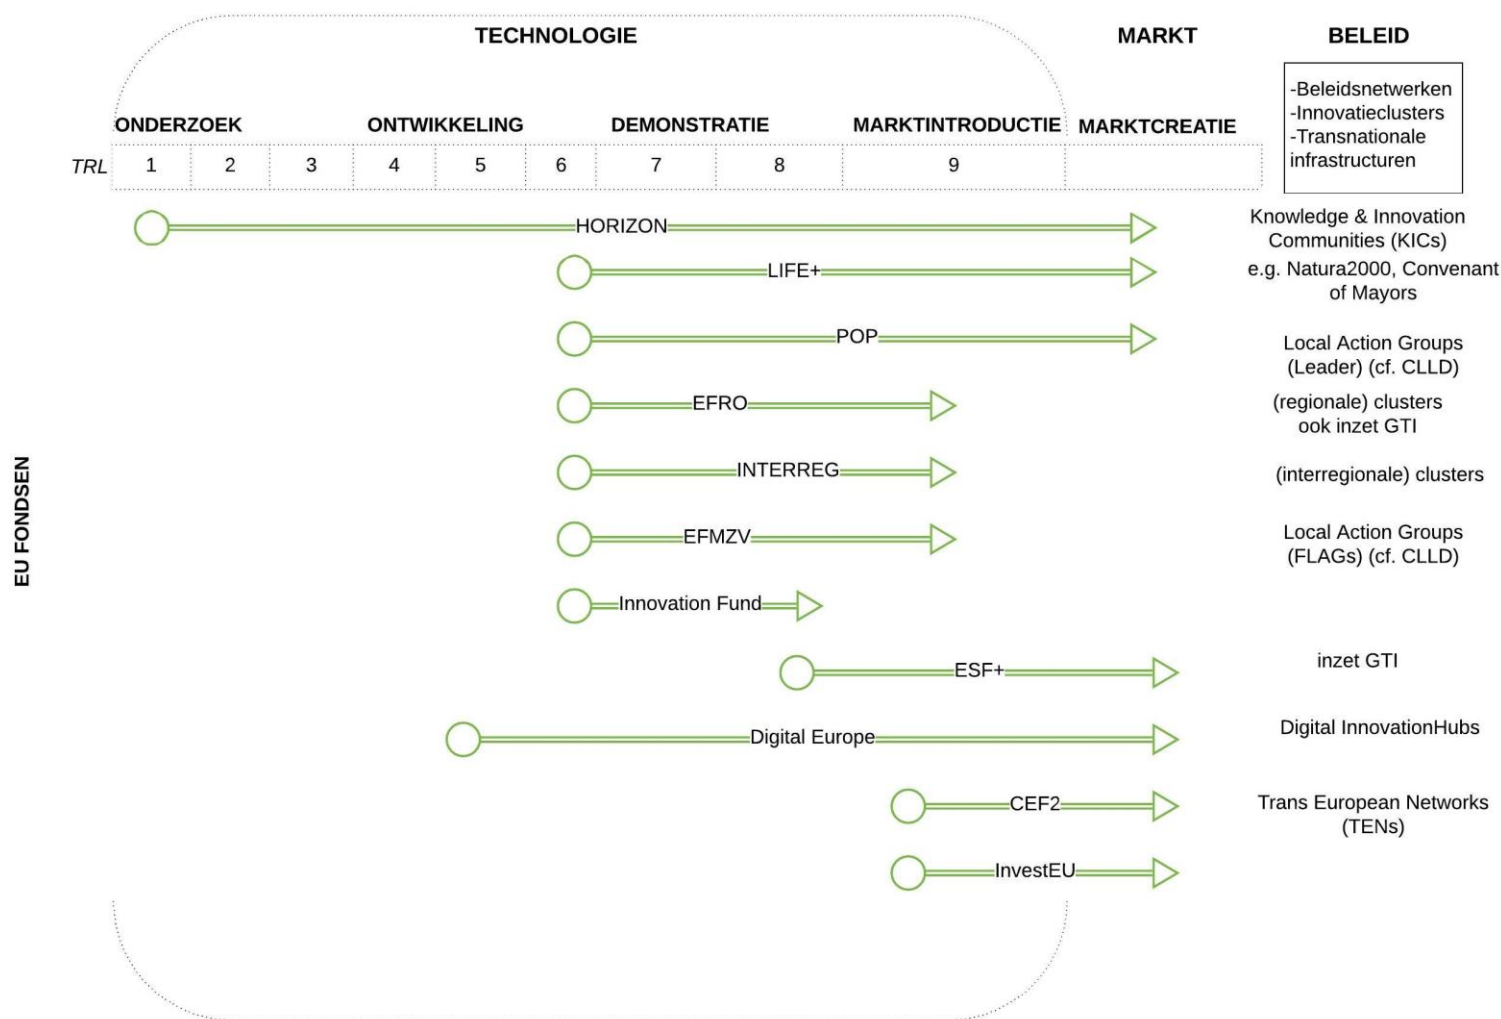 TECHNOLOGIE
MARKT
BELEID
-Beleidsnetwerken
-Innovatieclusters
-Transnationale
infrastructuren
ONDERZOEK
ONTWIKKELING
DEMONSTRATIE
MARKTINTRODUCTIE
MARKTCREATIE
TRL 1 2 3 4 5 6 7 8 9
EU FONDSEN
HORIZON
Knowledge & Innovation
Communities (KICs)
LIFE+
e.g. Natura2000, Convenant
of Mayors
POP
Local Action Groups
(Leader) (cf. CLLD)
EFRO
(regionale) clusters
ook inzet GTI
INTERREG
(interregionale) clusters
EFMZV
Local Action Groups
(FLAGs) (cf. CLLD)
Innovation Fund
ESF+
inzet GTI
Digital Europe
Digital InnovationHubs
CEF2
Trans European Networks
(TENs)
InvestEU